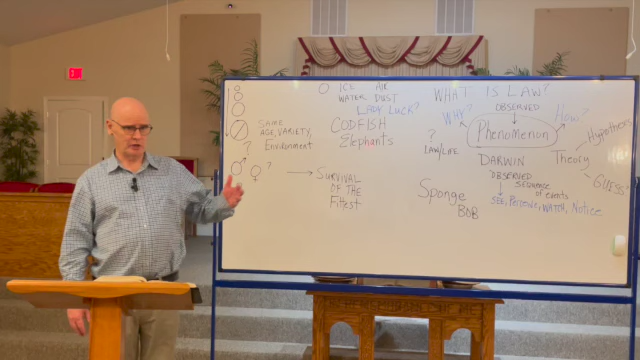 EXIT
8
ICE AIR
WATER DUST
LADY LUCK?
CODFISH
Elephants
SAME
AGE, VARIETY,
Environment
?
♂ ♀ ?
SURVIVAL
OF THE
FITTEST
WHAT IS LAW?
OBSERVED
WHY?
How?
Phenomenon
?
LAW/LIFE
Hypothesis
DARWIN
Theory
OBSERVED
sequence
of events
"GUESS"
SEE, Perceive, WATCH, Notice
Sponge
BOB